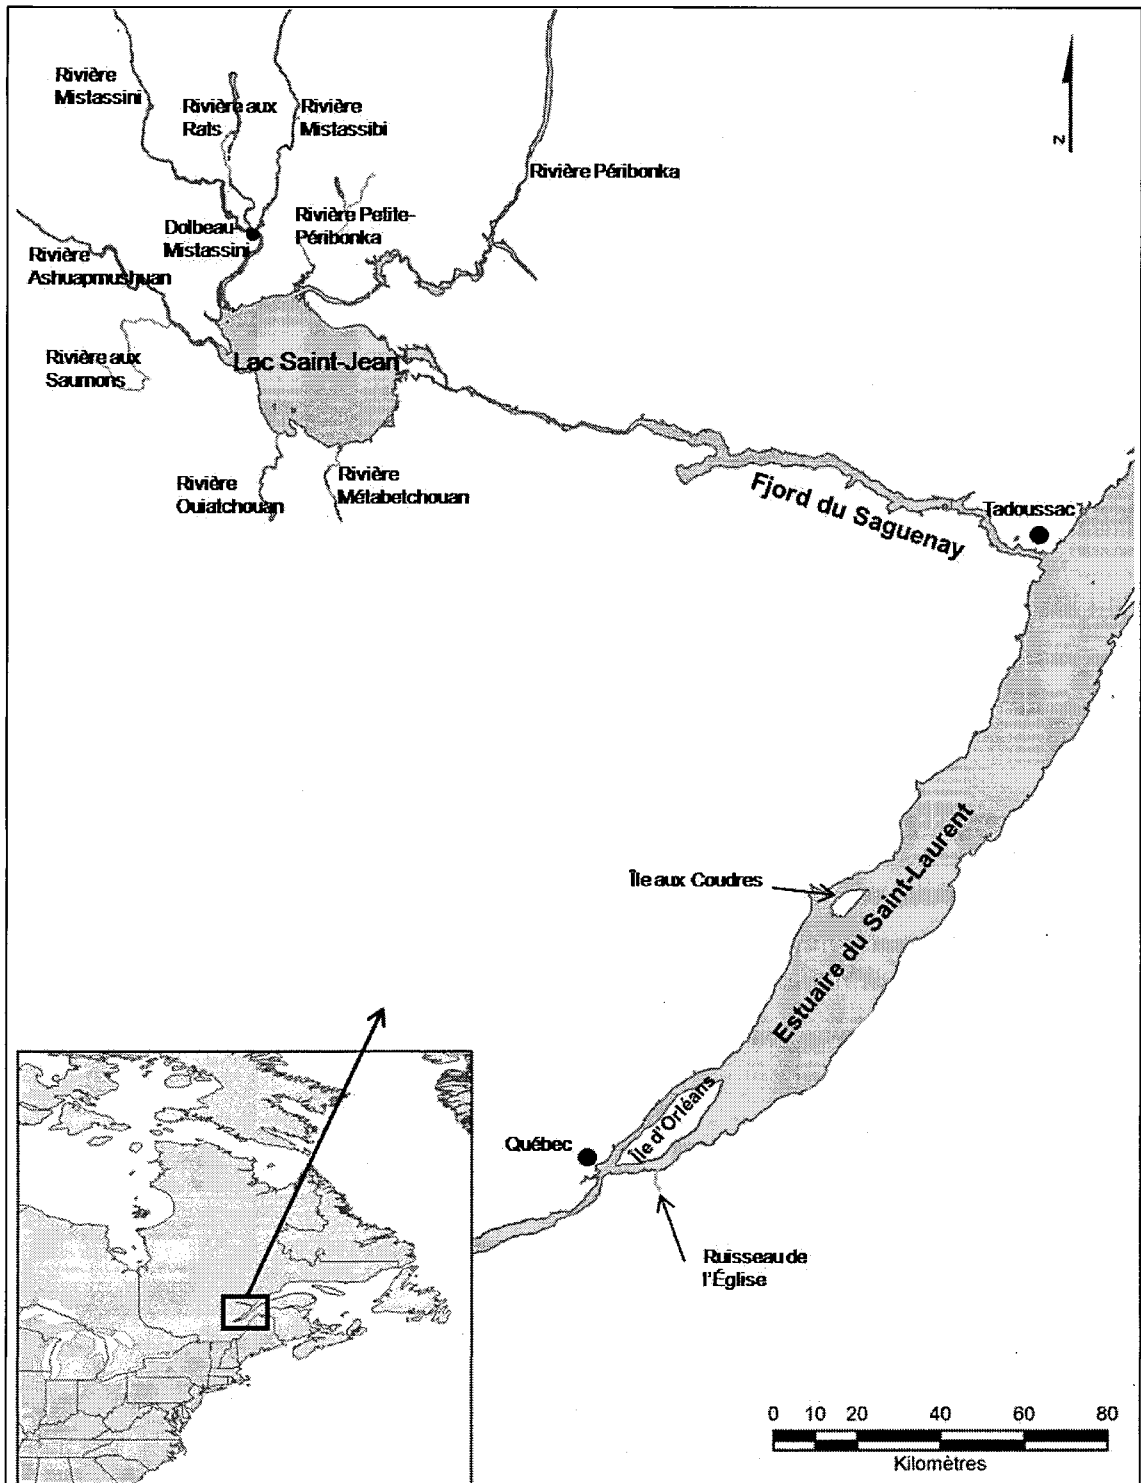 Rivière
Mistassini
Rivière aux
Rats
Rivière
Mistassibi
Rivière Péribonka
Dolbeau-
Mistassini
Rivière Petite-
Péribonka
Rivière
Ashuapmushuan
Rivière aux
Saumons
Lac Saint-Jean
Rivière
Ouiatchouan
Rivière
Métabetchouan
Fjord du Saguenay
Tadoussac
N
Île aux Coudres
Estuaire du Saint-Laurent
Île d'Orléans
Québec
Ruisseau de
l'Église
0 10 20 40 60 80
Kilomètres